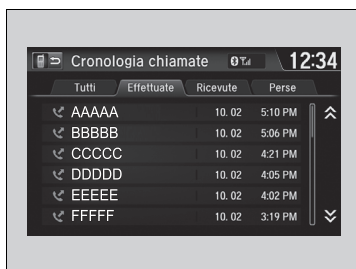 Cronologia chiamate 12:34
Tutti Effettuate Ricevute Perse
AAAAA 10. 02 5:10 PM
BBBBB 10. 02 5:06 PM
CCCCC 10. 02 4:21 PM
DDDDD 10. 02 4:05 PM
EEEEE 10. 02 4:02 PM
FFFFF 10. 02 3:19 PM